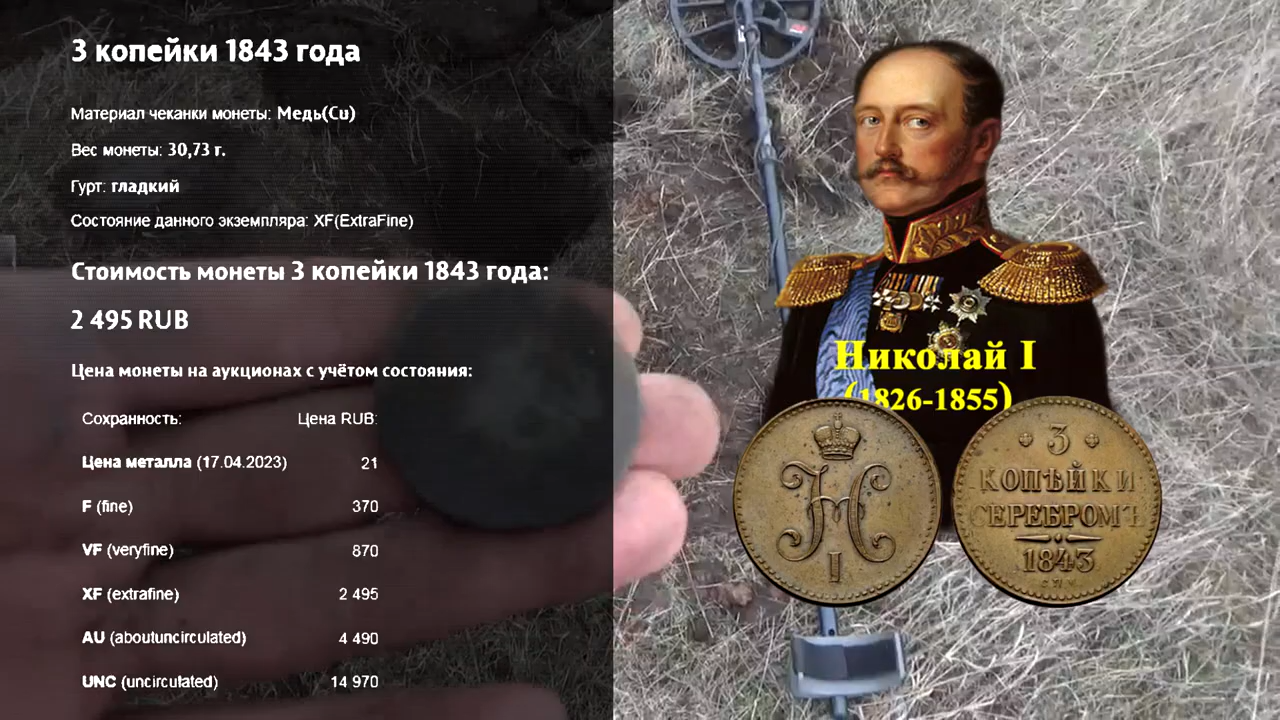 3 копейки 1843 года
Материал чеканки монеты: Медь(Cu)
Вес монеты: 30,73 г.
Гурт: гладкий
Состояние данного экземпляра: XF(ExtraFine)
Стоимость монеты 3 копейки 1843 года:
2 495 RUB
Цена монеты на аукционах с учётом состояния:
Сохранность: Цена RUB:
Цена металла (17.04.2023) 21
F (fine) 370
VF (veryfine) 870
XF (extrafine) 2 495
AU (aboutuncirculated) 4 490
UNC (uncirculated) 14 970
Николай I
(1826-1855)
Н
I
3
КОПѢЙКИ
СЕРЕБРОМЪ
1843
С П М